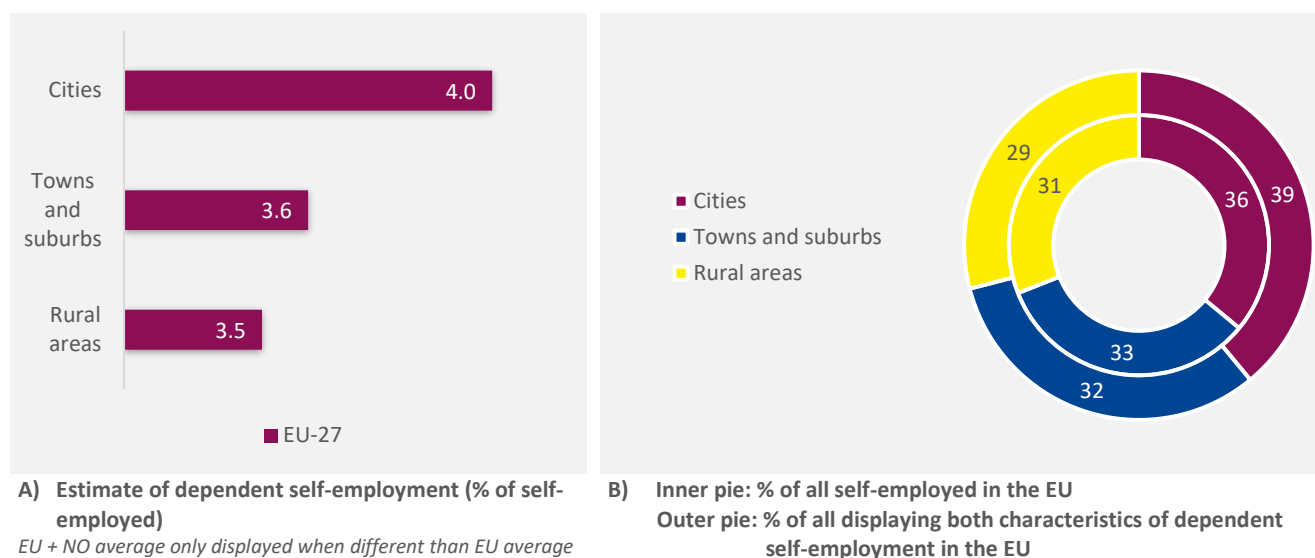 Cities
4.0
Towns
and
suburbs
3.6
Rural
areas
3.5
EU-27
A) Estimate of dependent self-employment (% of self-
employed)
EU + NO average only displayed when different than EU average
Cities
Towns and suburbs
Rural areas
29
31
36
39
33
32
B) Inner pie: % of all self-employed in the EU
Outer pie: % of all displaying both characteristics of dependent
self-employment in the EU